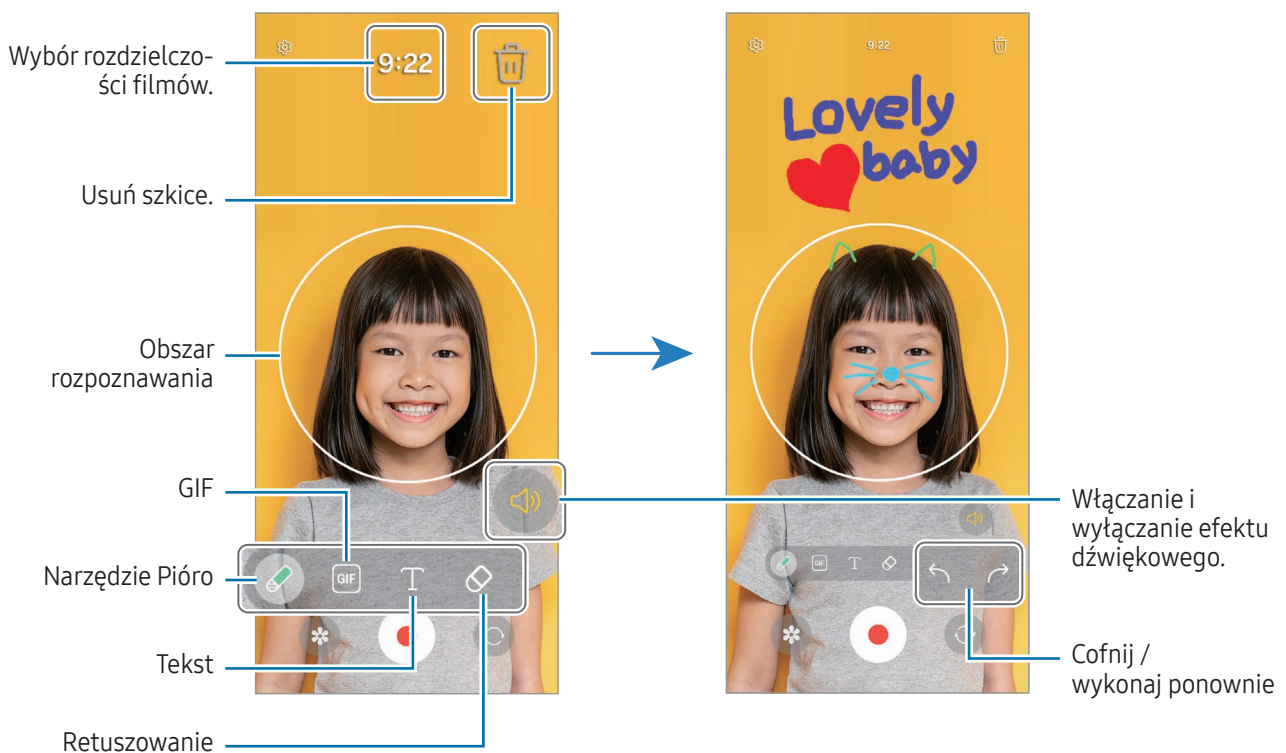 Wybór rozdzielczo-
ści filmów.
9:22
Usuń szkice.
Obszar
rozpoznawania
GIF
Narzędzie Pióro
GIF
T
Tekst
Retuszowanie
9:22
Lovely
baby
GIF
T
Włączanie i
wyłączanie efektu
dźwiękowego.
Cofnij /
wykonaj ponownie